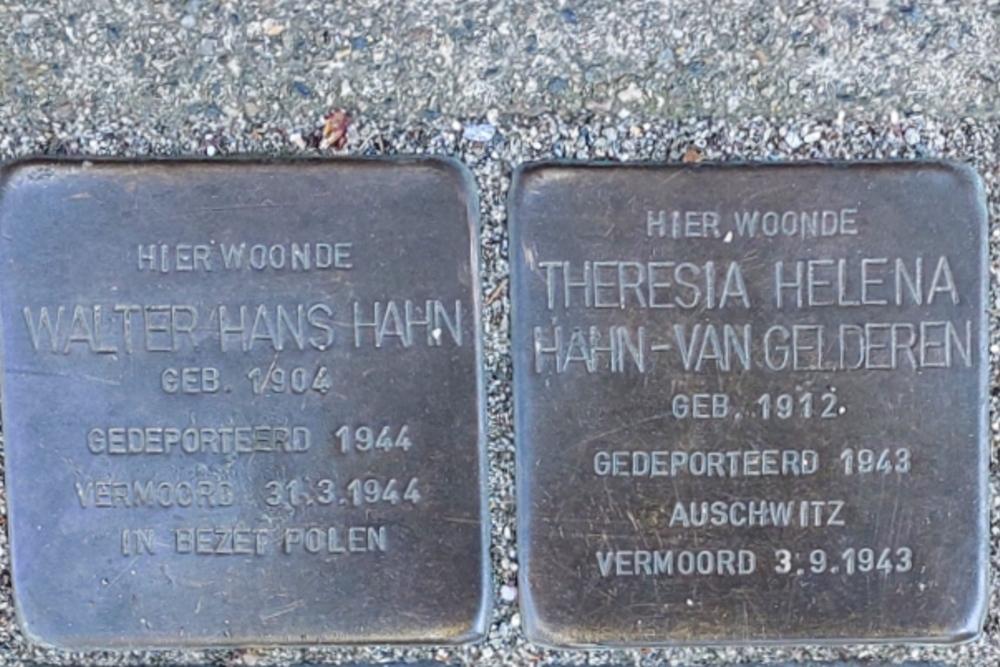 HIER WOONDE
WALTER HANS HAHN
GEB. 1904
GEDEPORTEERD 1944
VERMOORD 31.3.1944
IN BEZET POLEN
HIER WOONDE
THERESIA HELENA
HAHN-VAN GELDEREN
GEB. 1912
GEDEPORTEERD 1943
AUSCHWITZ
VERMOORD 3.9.1943